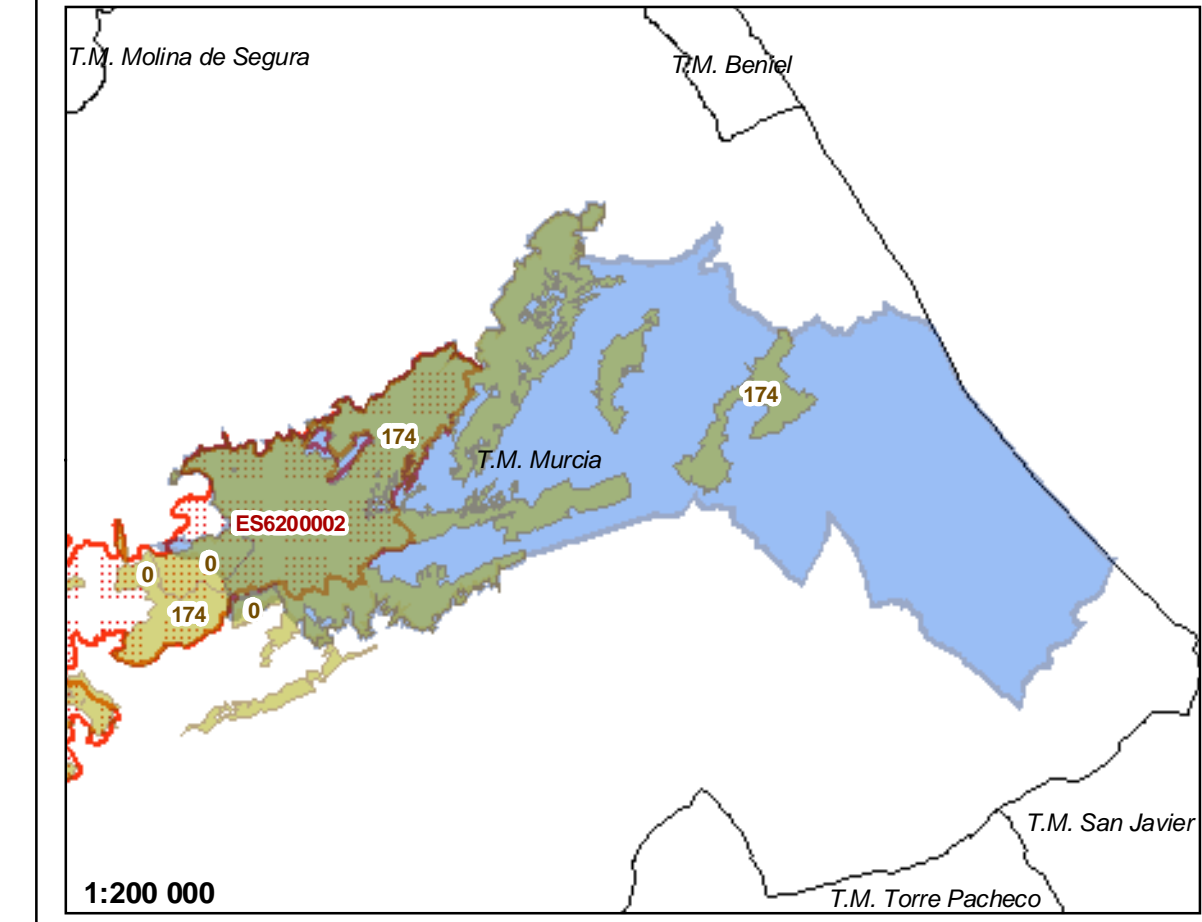 T.M. Molina de Segura
T.M. Beniel
174
174
T.M. Murcia
ES6200002
0
0
174
0
T.M. San Javier
1:200 000
T.M. Torre Pacheco